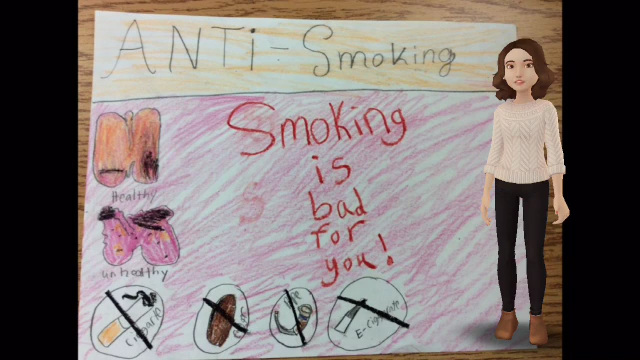 ANTi-Smoking
Smoking
is
bad
for
you!
Healthy
unhealthy
E-Cigarette